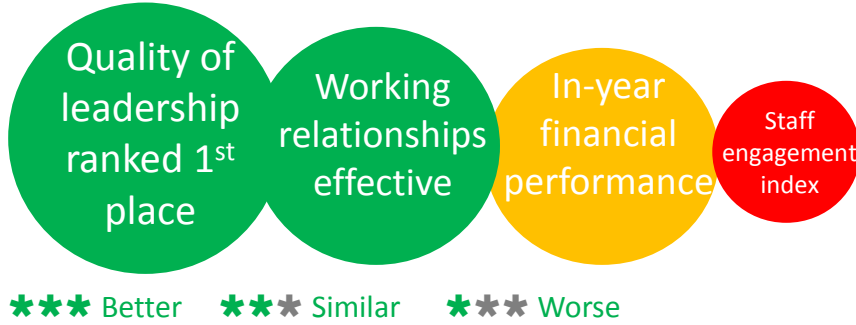 Quality of
leadership
ranked 1st
place
Working
relationships
effective
In-year
financial
performance
Staff
engagement
index
*** Better
*** Similar
*** Worse